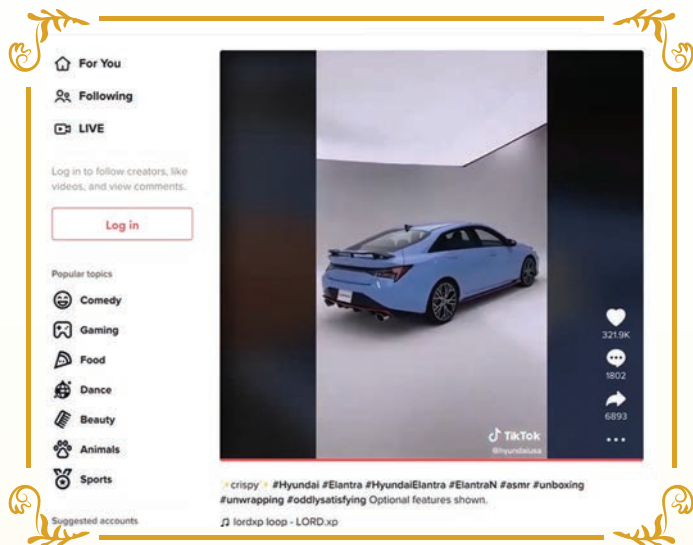 For You
Following
LIVE
Log in to follow creators, like
videos, and view comments.
Log in
Popular topics
Comedy
Gaming
Food
Dance
Beauty
Animals
Sports
Suggested accounts
321.9K
1802
6893
TikTok
@hyundaiusa
✨crispy✨ #Hyundai #Elantra #HyundaiElantra #ElantraN #asmr #unboxing
#unwrapping #oddlysatisfying Optional features shown.
♫ lordxp loop - LORD.xp